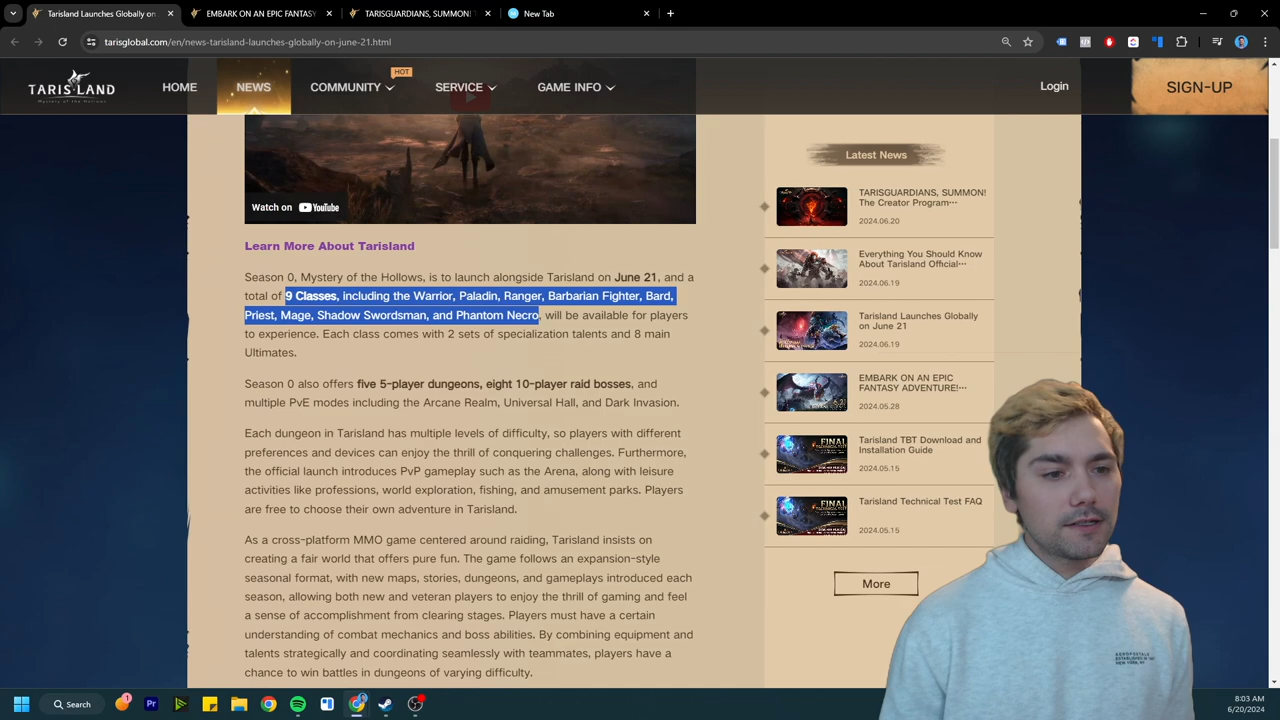 Tarisland Launches Globally
EMBARK ON AN EPIC FANTASY
TARISGUARDIANS, SUMMON!
New Tab
tarisglobal.com/en/news-tarisland-launches-globally-on-june-21.html
TARISLAND
Mystery of the Hollows
HOME
NEWS
COMMUNITY
HOT
SERVICE
GAME INFO
Login
SIGN-UP
Watch on YouTube
Learn More About Tarisland
Season 0, Mystery of the Hollows, is to launch alongside Tarisland on June 21, and a
total of 9 Classes, including the Warrior, Paladin, Ranger, Barbarian Fighter, Bard,
Priest, Mage, Shadow Swordsman, and Phantom Necro, will be available for players
to experience. Each class comes with 2 sets of specialization talents and 8 main
Ultimates.
Season 0 also offers five 5-player dungeons, eight 10-player raid bosses, and
multiple PvE modes including the Arcane Realm, Universal Hall, and Dark Invasion.
Each dungeon in Tarisland has multiple levels of difficulty, so players with different
preferences and devices can enjoy the thrill of conquering challenges. Furthermore,
the official launch introduces PvP gameplay such as the Arena, along with leisure
activities like professions, world exploration, fishing, and amusement parks. Players
are free to choose their own adventure in Tarisland.
As a cross-platform MMO game centered around raiding, Tarisland insists on
creating a fair world that offers pure fun. The game follows an expansion-style
seasonal format, with new maps, stories, dungeons, and gameplays introduced each
season, allowing both new and veteran players to enjoy the thrill of gaming and feel
a sense of accomplishment from clearing stages. Players must have a certain
understanding of combat mechanics and boss abilities. By combining equipment and
talents strategically and coordinating seamlessly with teammates, players have a
chance to win battles in dungeons of varying difficulty.
Latest News
TARISGUARDIANS, SUMMON!
The Creator Program…
2024.06.20
Everything You Should Know
About Tarisland Official…
2024.06.19
Tarisland Launches Globally
on June 21
2024.06.19
EMBARK ON AN EPIC
FANTASY ADVENTURE!…
2024.05.28
FINAL
Tarisland TBT Download and
Installation Guide
2024.05.15
FINAL
Tarisland Technical Test FAQ
2024.05.15
More
AEROPOSTALE
NEW YORK, NY
Search
1
Pr
8:03 AM
6/20/2024